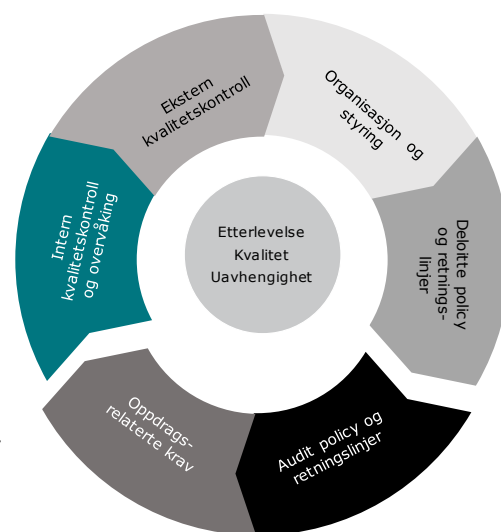 Ekstern
kvalitetskontroll
Organisasjon og
styring
Deloitte policy
og retnings-
linjer
Audit policy og
retningslinjer
Oppdrags-
relaterte krav
Intern
kvalitetskontroll
og overvåking
Etterlevelse
Kvalitet
Uavhengighet